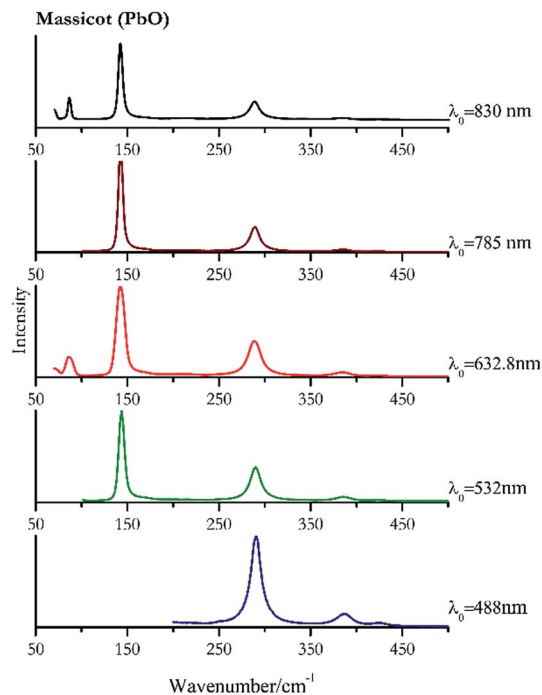 Massicot (PbO)
λ₀=830 nm
50 150 250 350 450
λ₀=785 nm
50 150 250 350 450
Intensity
λ₀=632.8nm
50 150 250 350 450
λ₀=532nm
50 150 250 350 450
λ₀=488nm
50 150 250 350 450
Wavenumber/cm⁻¹